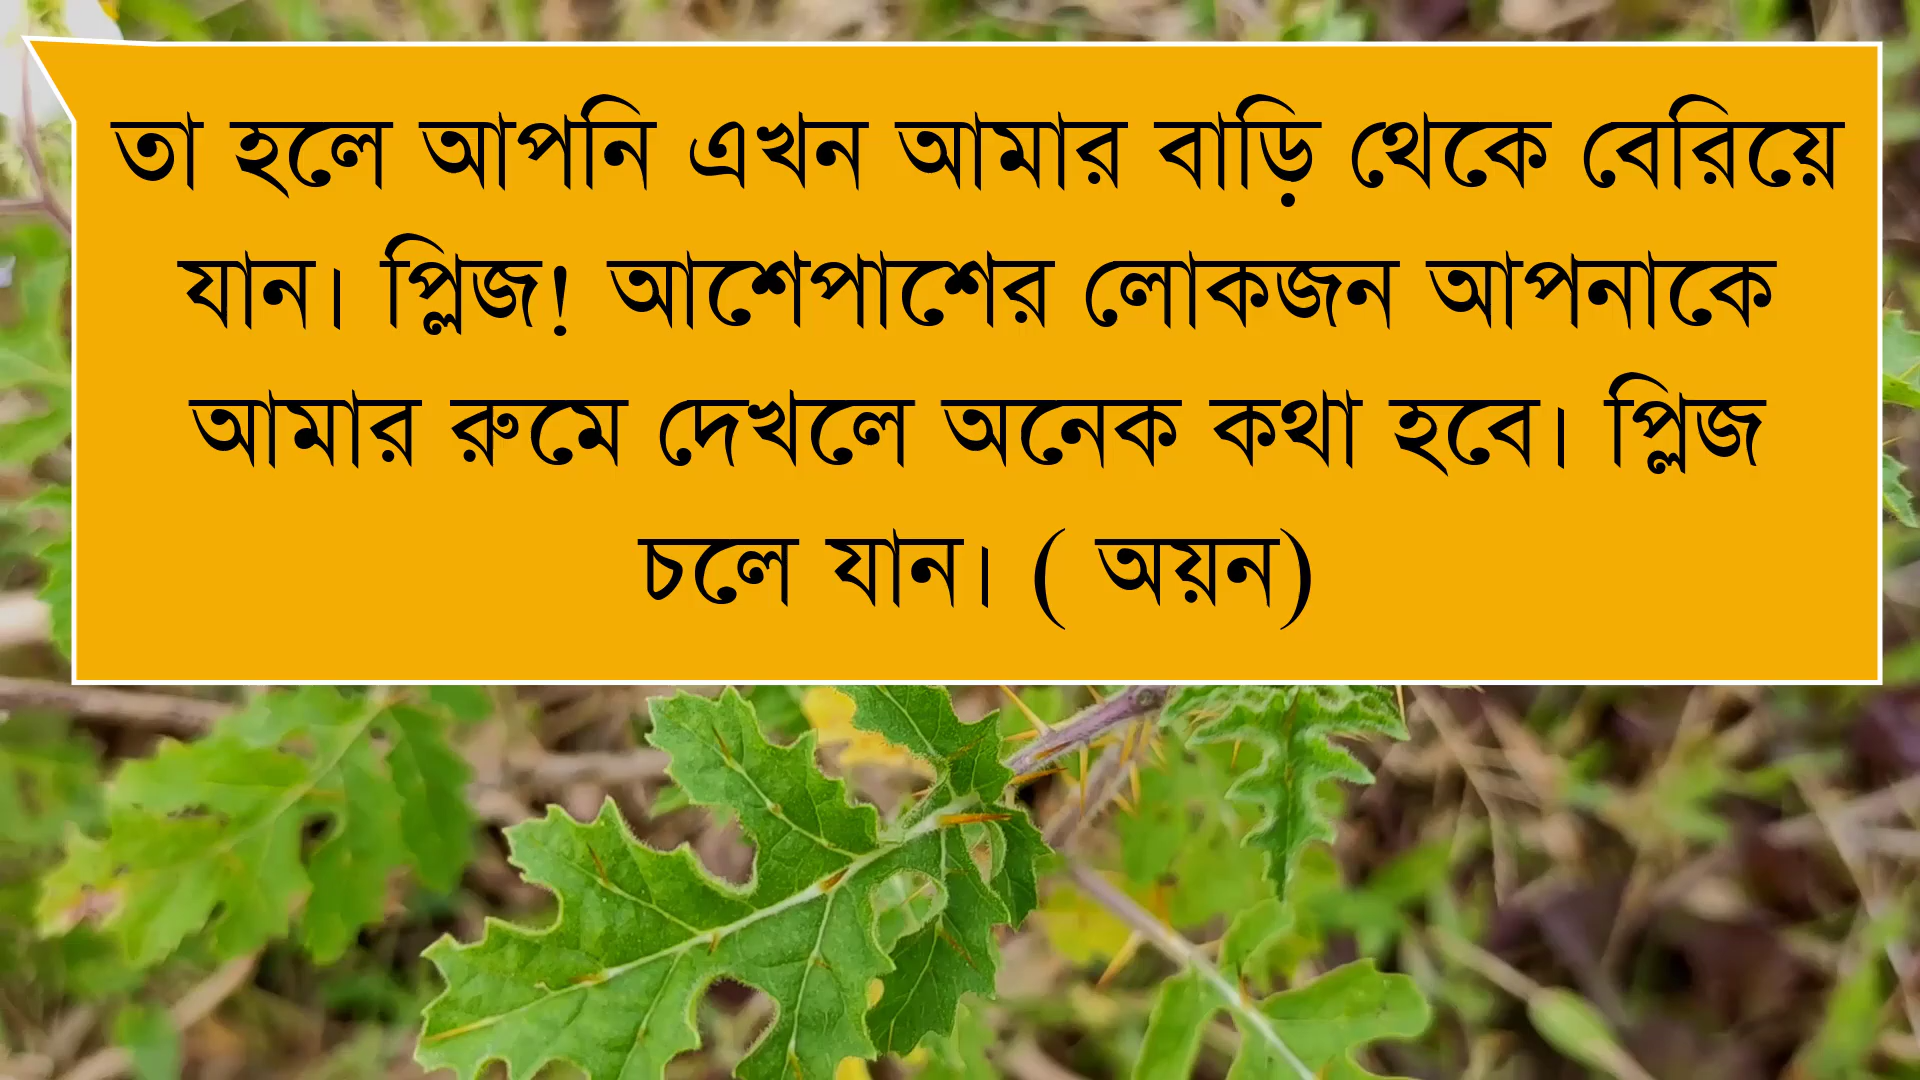 তা হলে আপনি এখন আমার বাড়ি থেকে বেরিয়ে
যান। প্লিজ! আশেপাশের লোকজন আপনাকে
আমার রুমে দেখলে অনেক কথা হবে। প্লিজ
চলে যান। ( অয়ন)